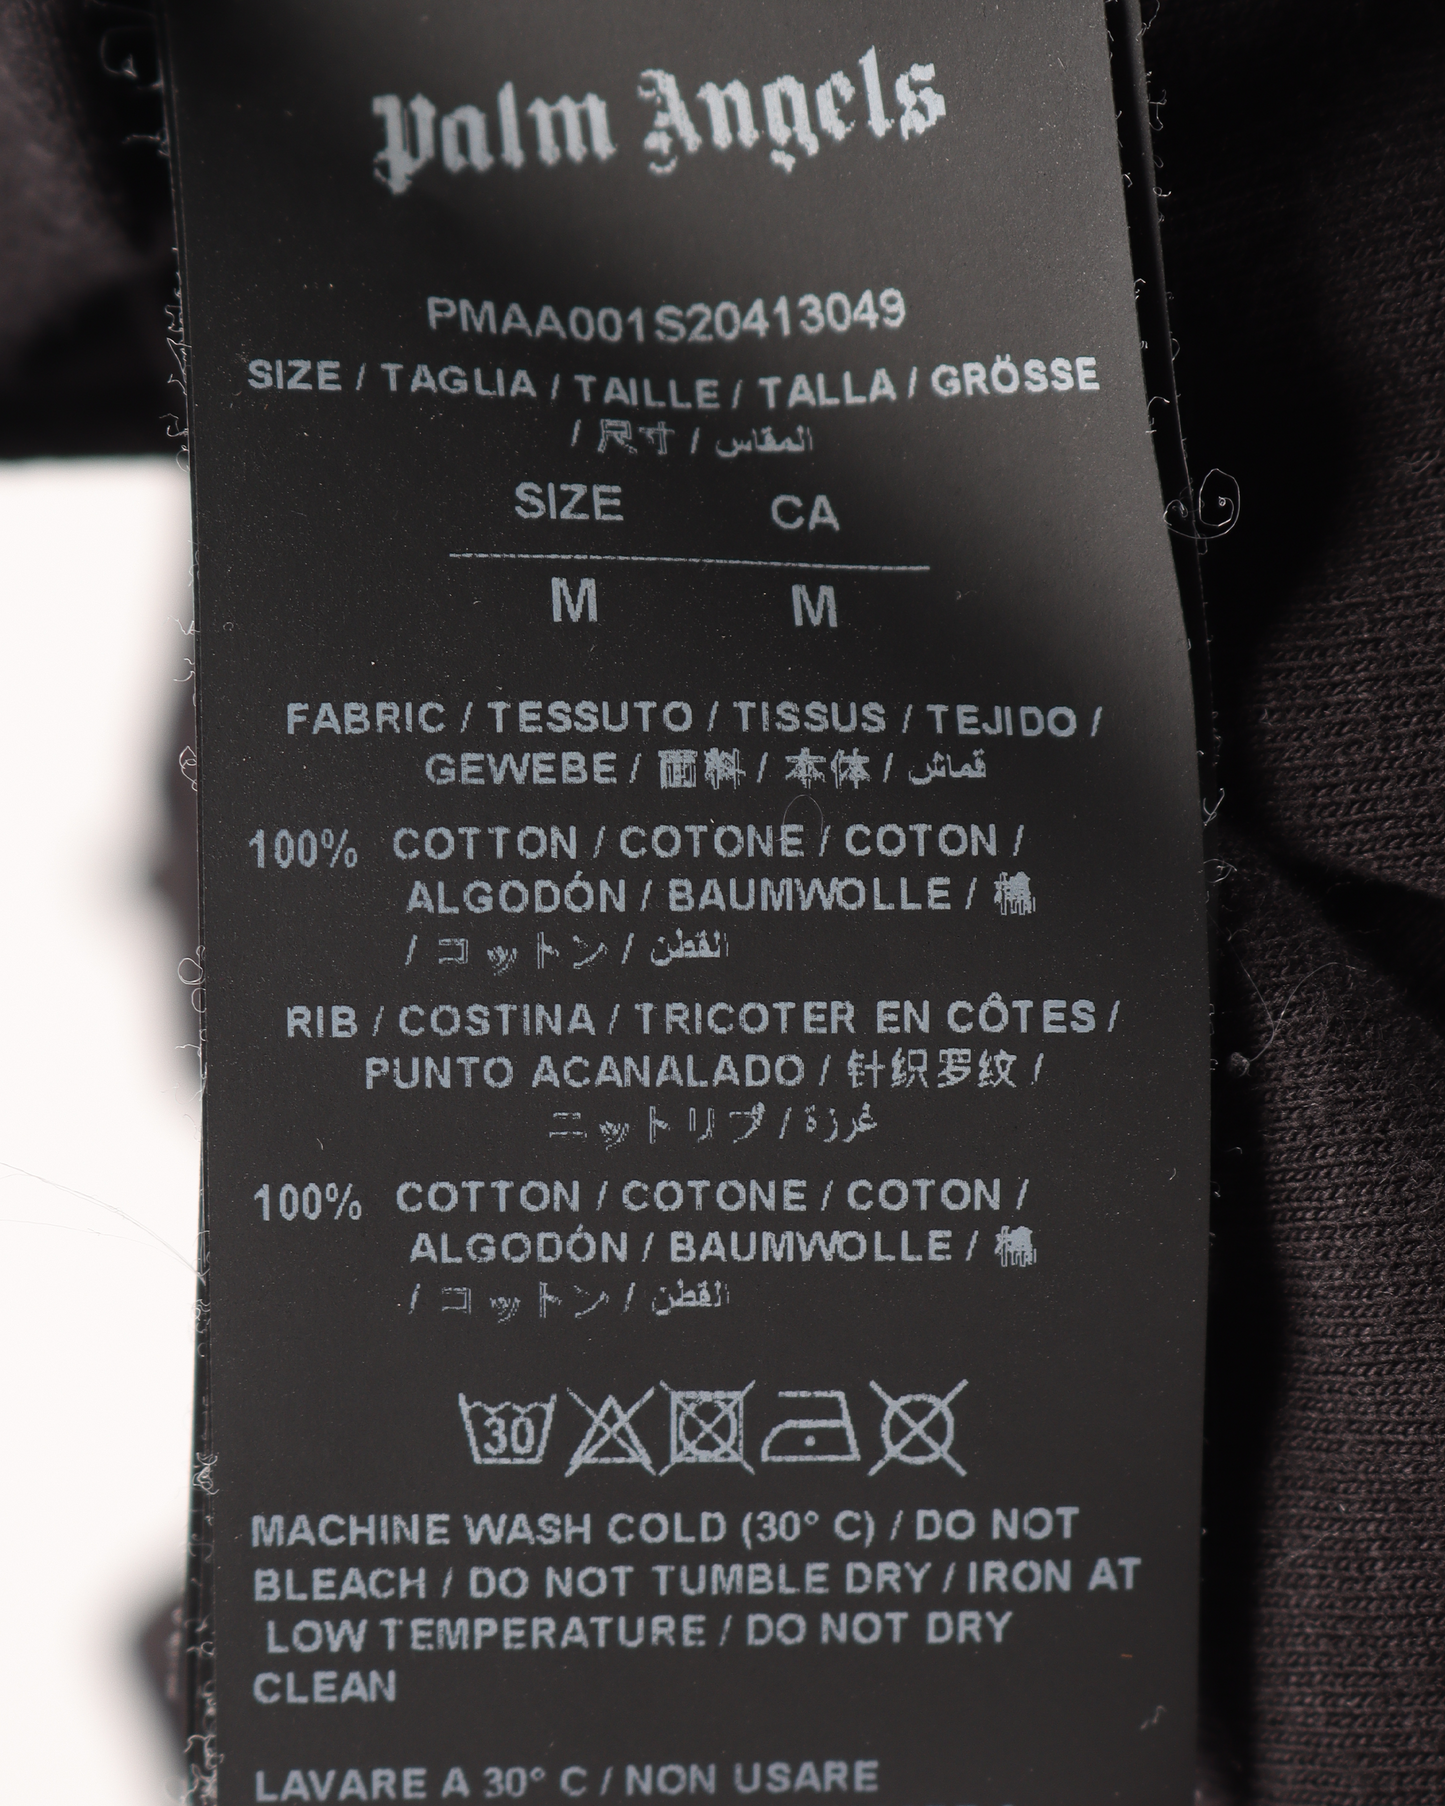 Palm Angels
PMAA001S20413049
SIZE / TAGLIA / TAILLE / TALLA / GRÖSSE
/ 尺寸 / المقاس
SIZE CA
M M
FABRIC / TESSUTO / TISSUS / TEJIDO /
GEWEBE / 面料 / 本体 / قماش
100% COTTON / COTONE / COTON /
ALGODÓN / BAUMWOLLE /
/ コットン / القطن
RIB / COSTINA / TRICOTER EN CÔTES /
PUNTO ACANALADO / 针织罗纹 /
ニットリブ / غرزة
100% COTTON / COTONE / COTON /
ALGODÓN / BAUMWOLLE /
/ コットン / القطن
30
MACHINE WASH COLD (30° C) / DO NOT
BLEACH / DO NOT TUMBLE DRY / IRON AT
LOW TEMPERATURE / DO NOT DRY
CLEAN
LAVARE A 30° C / NON USARE